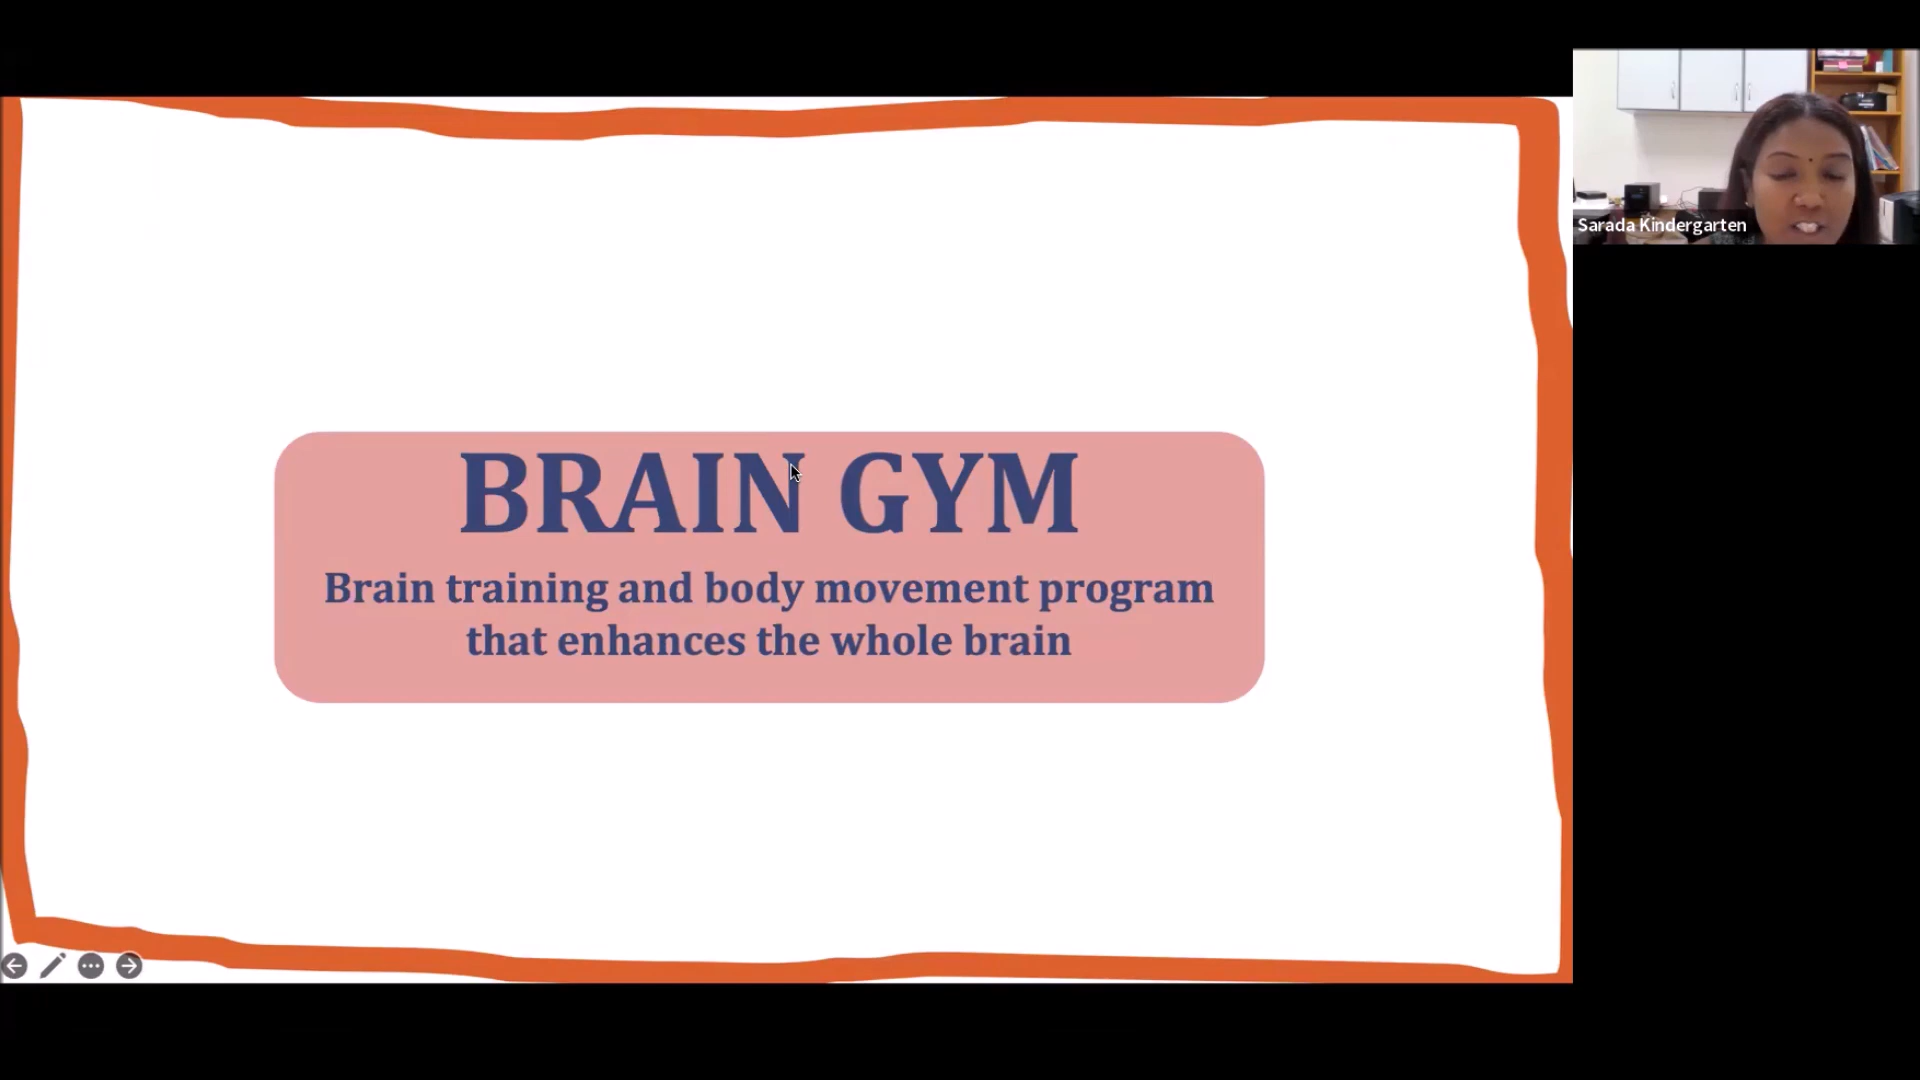 BRAIN GYM
Brain training and body movement program
that enhances the whole brain
Sarada Kindergarten